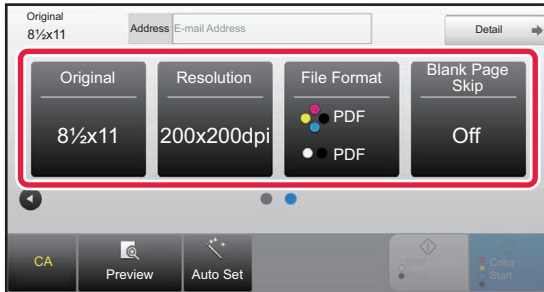 Original
8½x11
Address E-mail Address
Detail
Original
8½x11
Resolution
200x200dpi
File Format
PDF
PDF
Blank Page
Skip
Off
CA
Preview
Auto Set
B/W
Start
Color
Start